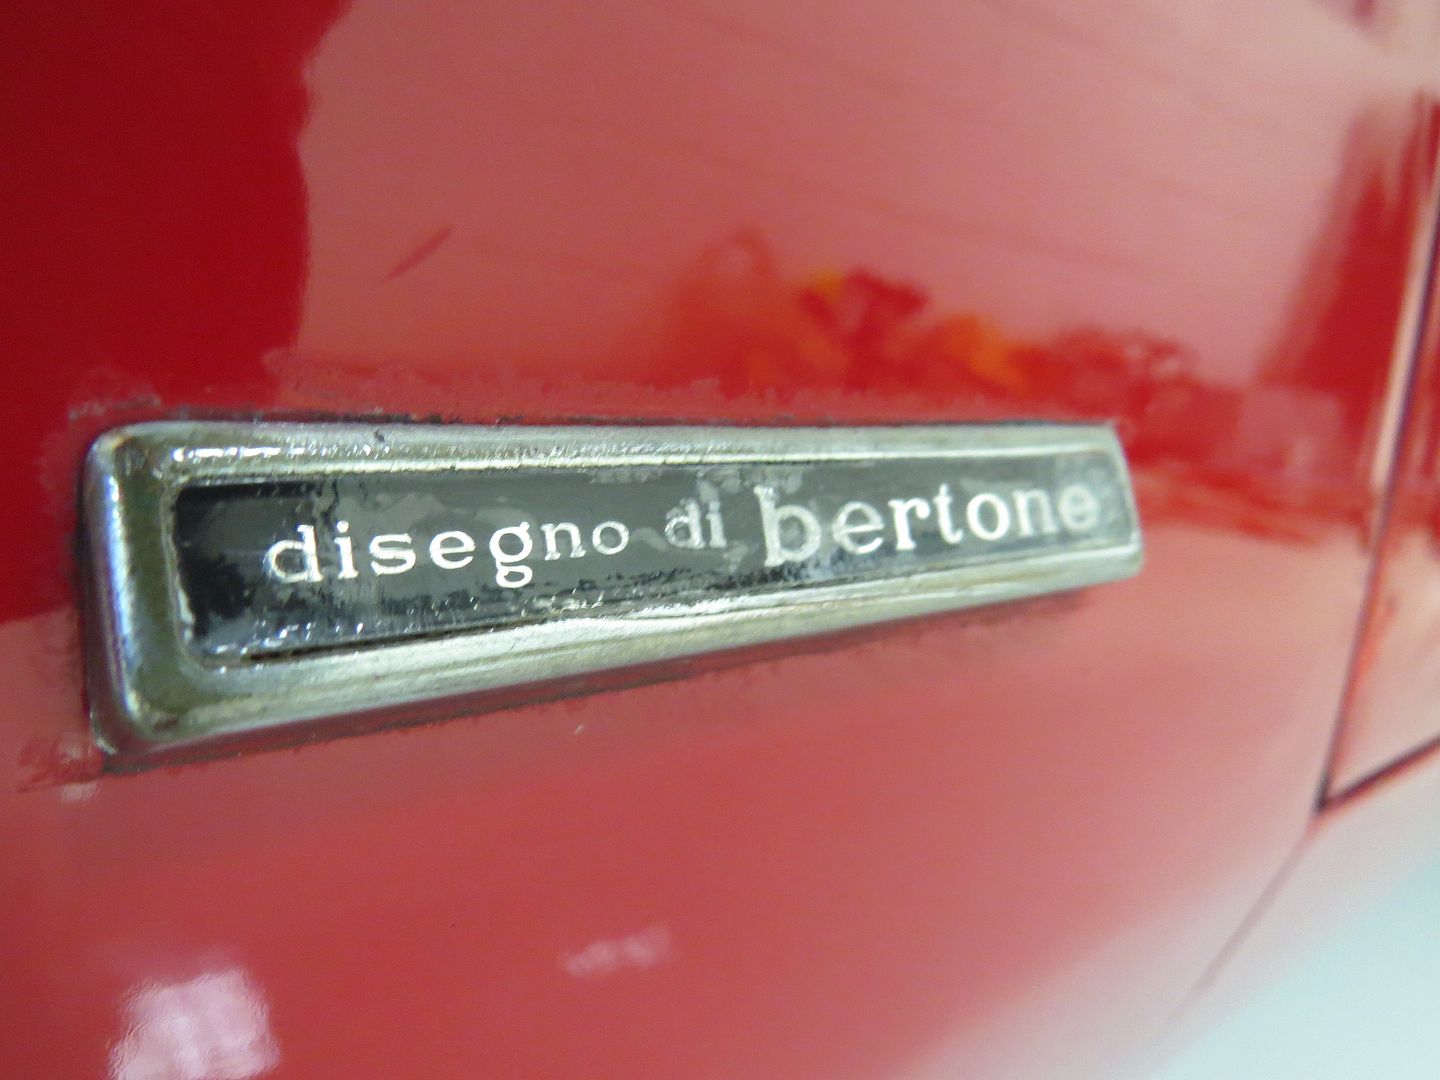 disegno di bertone